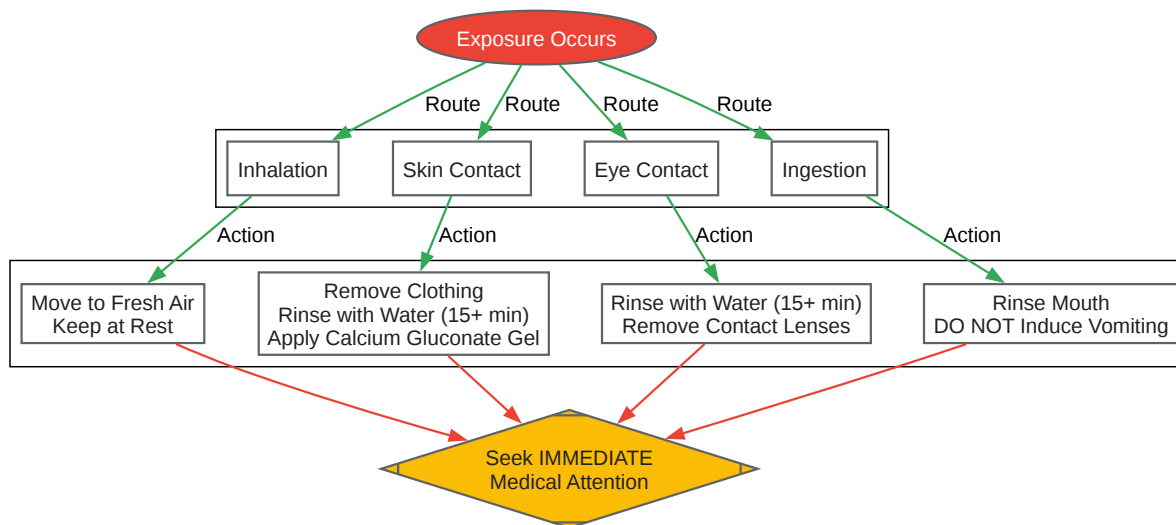 Exposure Occurs
Route Route Route Route
Inhalation Skin Contact Eye Contact Ingestion
Action Action Action Action
Move to Fresh Air
Keep at Rest
Remove Clothing
Rinse with Water (15+ min)
Apply Calcium Gluconate Gel
Rinse with Water (15+ min)
Remove Contact Lenses
Rinse Mouth
DO NOT Induce Vomiting
Seek IMMEDIATE
Medical Attention